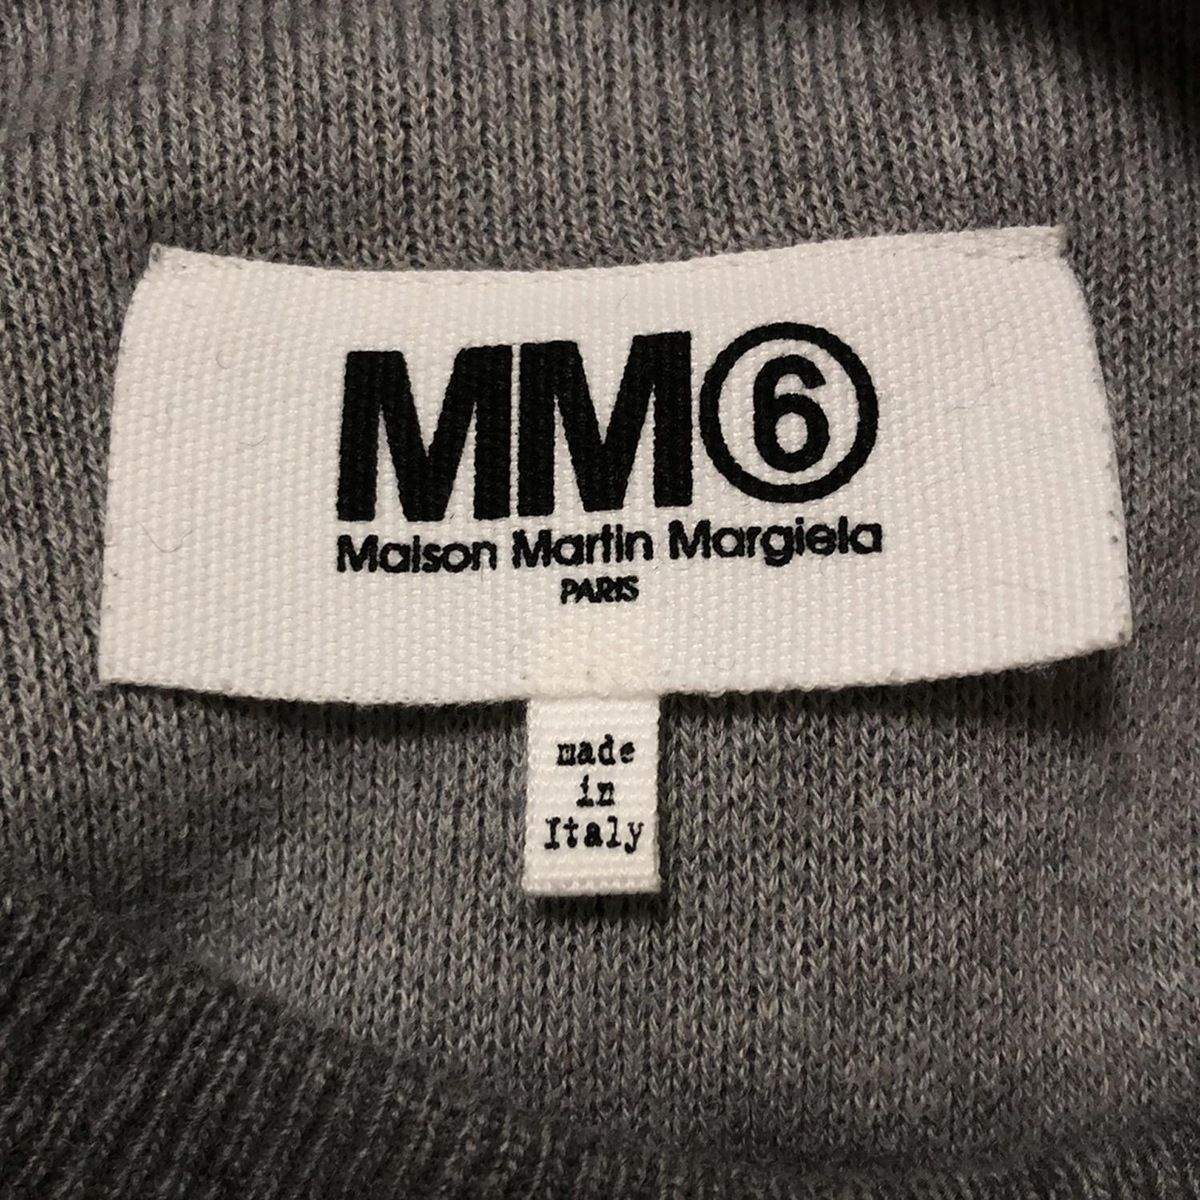 MM⑥
Maison Martin Margiela
PARIS
made
in
Italy